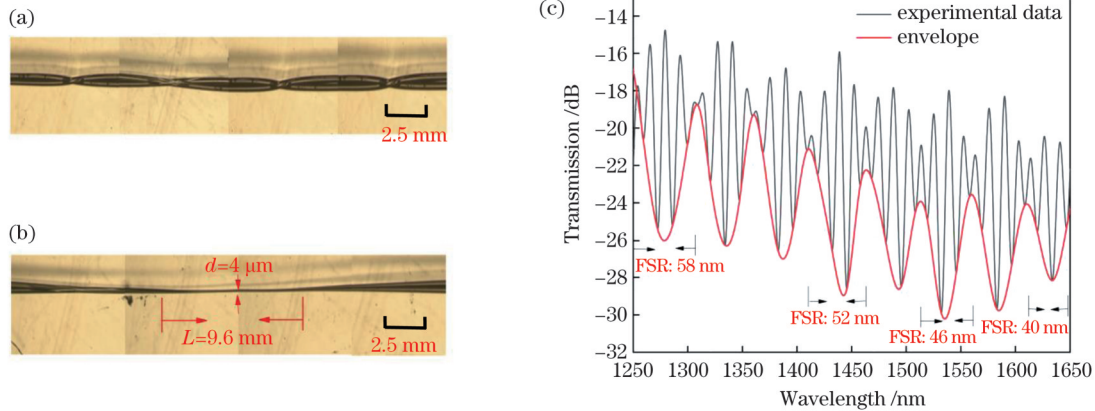 (a)
2.5 mm
(b)
d=4 μm
L=9.6 mm
2.5 mm
(c)
experimental data
envelope
Transmission /dB
-14
-16
-18
-20
-22
-24
-26
-28
-30
-32
FSR: 58 nm
FSR: 52 nm
FSR: 46 nm
FSR: 40 nm
1250 1300 1350 1400 1450 1500 1550 1600 1650
Wavelength /nm